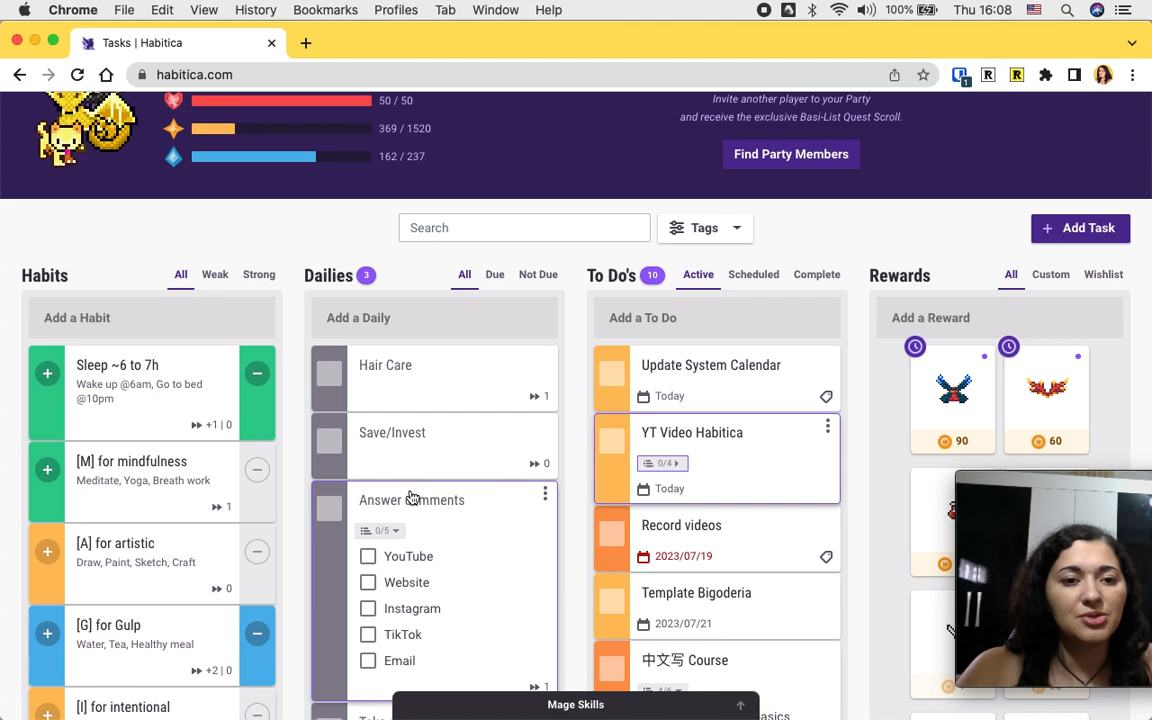 Chrome File Edit View History Bookmarks Profiles Tab Window Help 100% Thu 16:08
Tasks | Habitica
habitica.com
1
50 / 50
369 / 1520
162 / 237
Invite another player to your Party
and receive the exclusive Basi-List Quest Scroll.
Find Party Members
Search
Tags
Add Task
Habits
All Weak Strong
Add a Habit
Sleep ~6 to 7h
Wake up @6am, Go to bed
@10pm
+1 | 0
[M] for mindfulness
Meditate, Yoga, Breath work
1
[A] for artistic
Draw, Paint, Sketch, Craft
0
[G] for Gulp
Water, Tea, Healthy meal
+2 | 0
[I] for intentional
Dailies 3
All Due Not Due
Add a Daily
Hair Care
1
Save/Invest
0
Answer Comments
0/5
YouTube
Website
Instagram
TikTok
Email
1
To Do's 10
Active Scheduled Complete
Add a To Do
Update System Calendar
Today
YT Video Habitica
0/4
Today
Record videos
2023/07/19
Template Bigoderia
2023/07/21
中文写 Course
Rewards
All Custom Wishlist
Add a Reward
90
60
Mage Skills